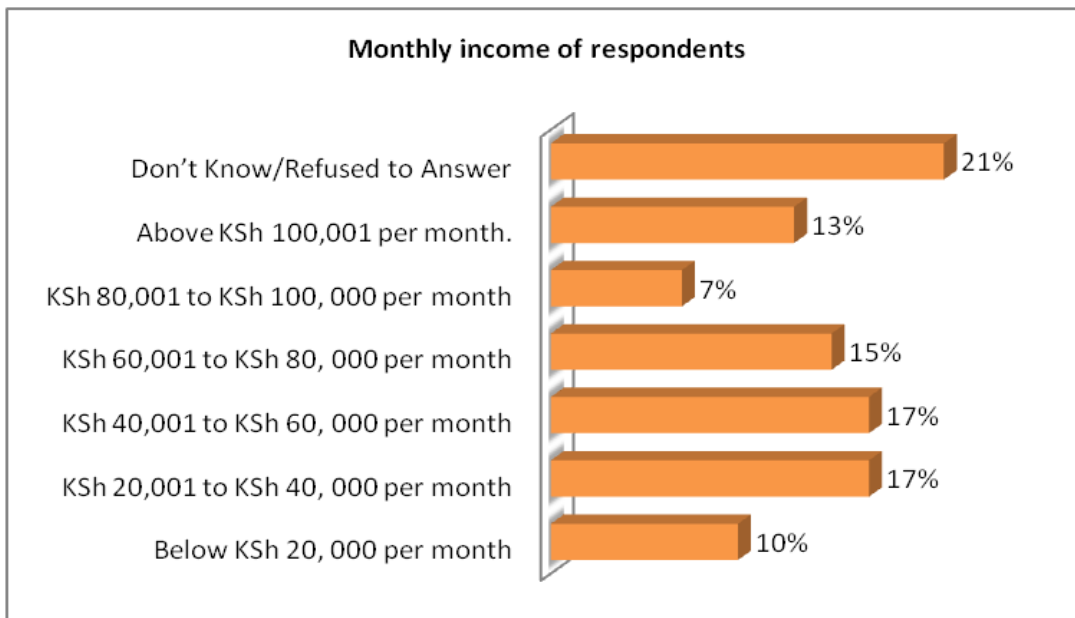 Monthly income of respondents
Don’t Know/Refused to Answer
21%
Above KSh 100,001 per month.
13%
KSh 80,001 to KSh 100, 000 per month
7%
KSh 60,001 to KSh 80, 000 per month
15%
KSh 40,001 to KSh 60, 000 per month
17%
KSh 20,001 to KSh 40, 000 per month
17%
Below KSh 20, 000 per month
10%